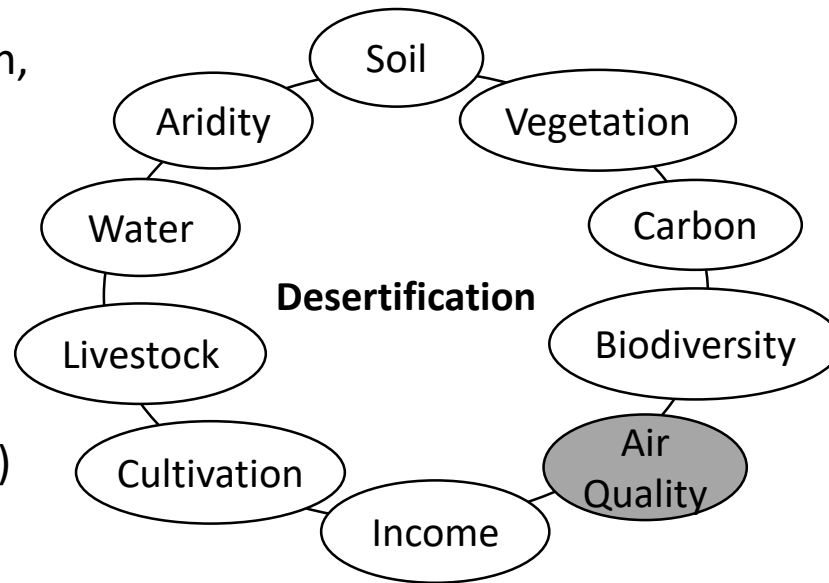 n,
Soil
Aridity
Vegetation
Water
Carbon
Desertification
Livestock
Biodiversity
)
Cultivation
Air
Quality
Income